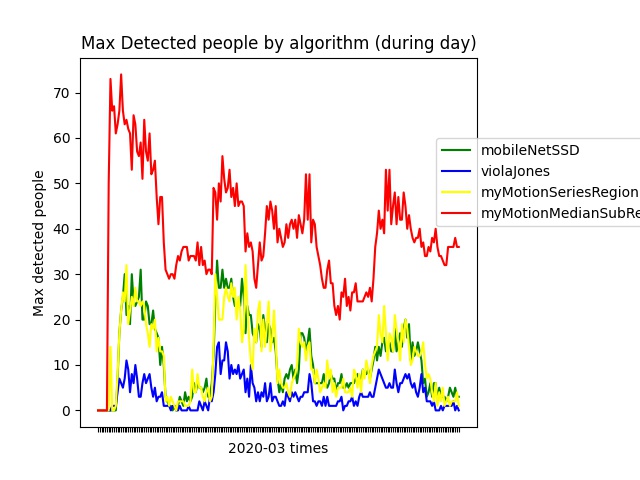 Max Detected people by algorithm (during day)
Max detected people
70
60
50
40
30
20
10
0
2020-03 times
mobileNetSSD
violaJones
myMotionSeriesRegion
myMotionMedianSubRe